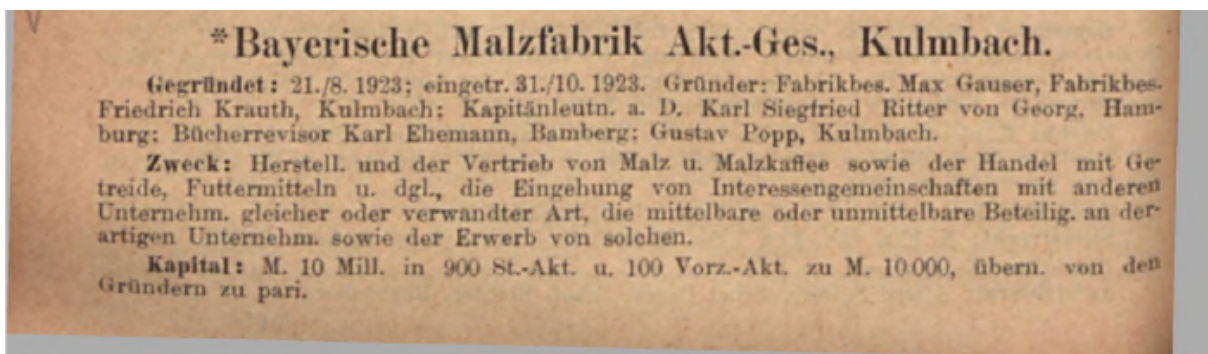 *Bayerische Malzfabrik Akt.-Ges., Kulmbach.
Gegründet: 21./8. 1923; eingetr. 31./10. 1923. Gründer: Fabrikbes. Max Gauser, Fabrikbes.
Friedrich Krauth, Kulmbach; Kapitänleutn. a. D. Karl Siegfried Ritter von Georg, Ham-
burg; Bücherrevisor Karl Ehemann, Bamberg; Gustav Popp, Kulmbach.
Zweck: Herstell. und der Vertrieb von Malz u. Malzkaffee sowie der Handel mit Ge-
treide, Futtermitteln u. dgl., die Eingehung von Interessengemeinschaften mit anderen
Unternehm. gleicher oder verwandter Art, die mittelbare oder unmittelbare Beteilig. an der-
artigen Unternehm. sowie der Erwerb von solchen.
Kapital: M. 10 Mill. in 900 St.-Akt. u. 100 Vorz.-Akt. zu M. 10000, übern. von den
Gründern zu pari.